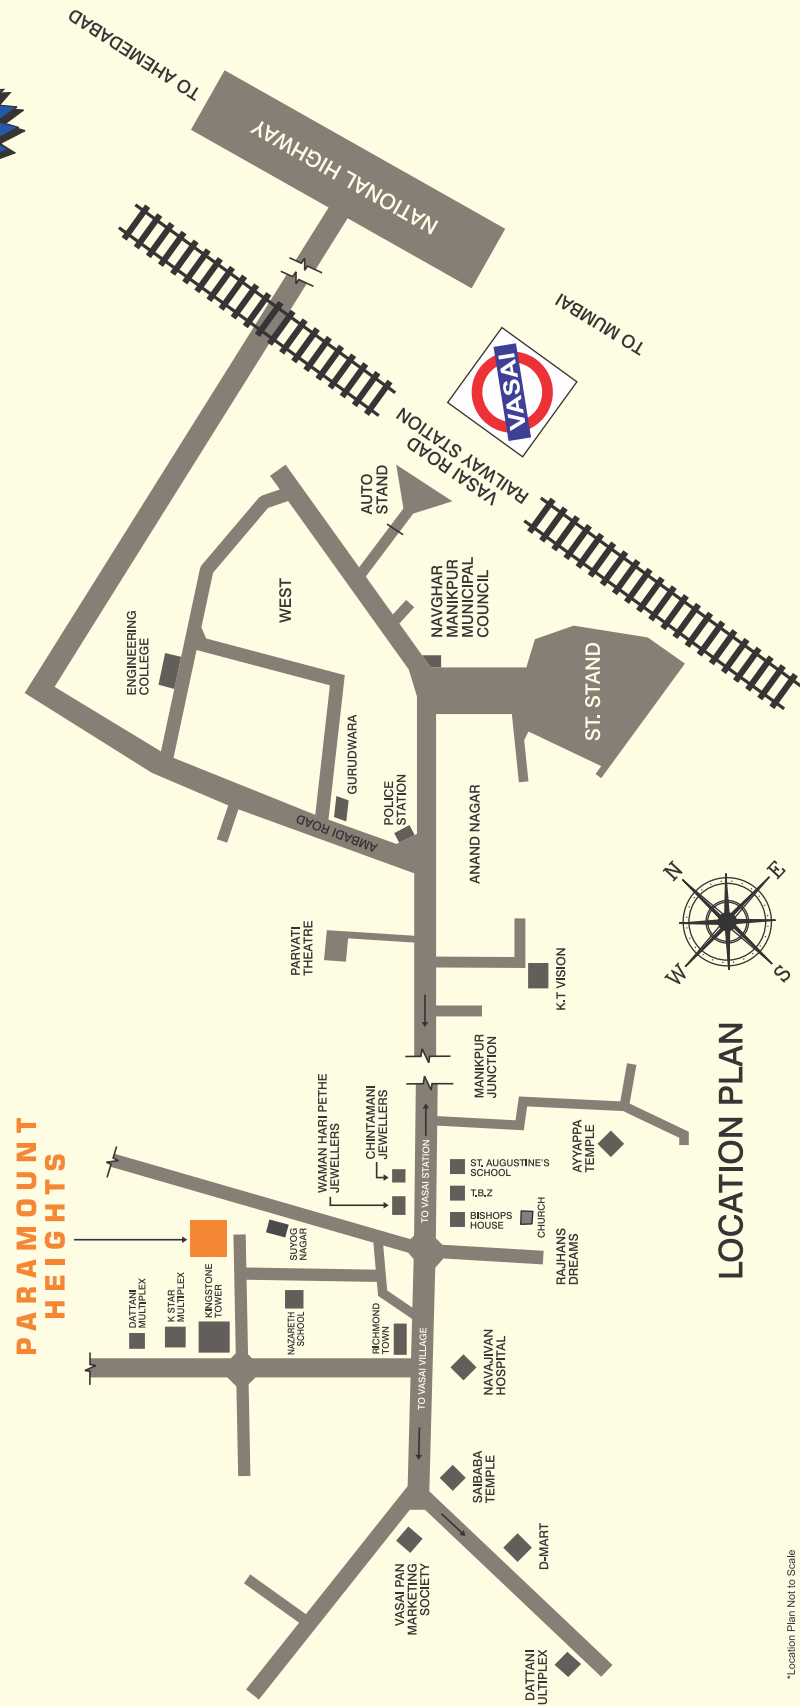 PARAMOUNT
HEIGHTS
DATTANI
MULTIPLEX
K STAR
MULTIPLEX
KINGSTONE
TOWER
SUYOG
NAGAR
NAZARETH
SCHOOL
RICHMOND
TOWN
WAMAN HARI PETHE
JEWELLERS
CHINTAMANI
JEWELLERS
PARVATI
THEATRE
ENGINEERING
COLLEGE
WEST
GURUDWARA
POLICE
STATION
AMBADI ROAD
AUTO
STAND
TO AHEMEDABAD
NATIONAL HIGHWAY
TO MUMBAI
VASAI
VASAI ROAD
RAILWAY STATION
NAVGHAR
MANIKPUR
MUNICIPAL
COUNCIL
ST. STAND
ANAND NAGAR
K.T VISION
MANIKPUR
JUNCTION
TO VASAI STATION
ST. AUGUSTINE'S
SCHOOL
T.B.Z
BISHOPS
HOUSE
CHURCH
AYYAPPA
TEMPLE
RAJHANS
DREAMS
TO VASAI VILLAGE
NAVAJIVAN
HOSPITAL
SAIBABA
TEMPLE
VASAI PAN
MARKETING
SOCIETY
D-MART
DATTANI
ULTIPLEX
N
E
S
W
LOCATION PLAN
*Location Plan Not to Scale